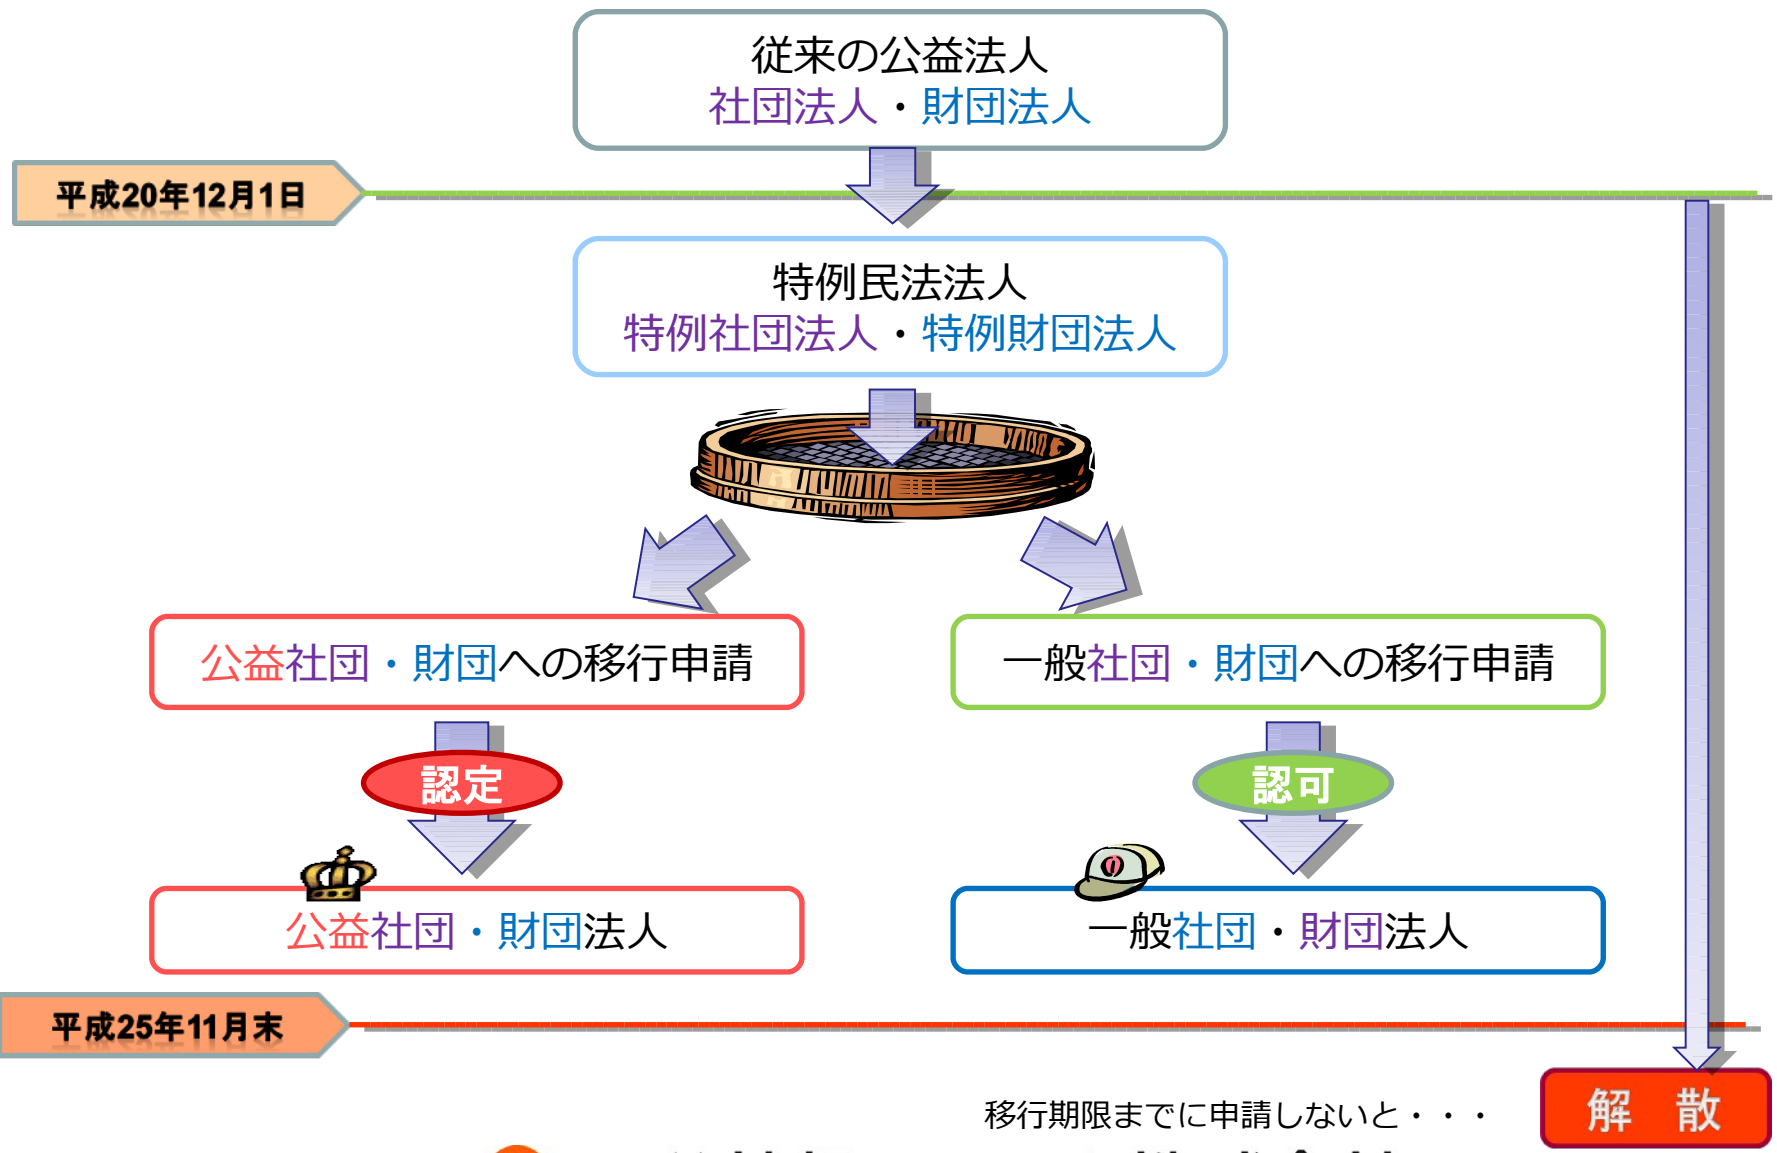 従来の公益法人
社団法人・財団法人
平成20年12月1日
特例民法法人
特例社団法人・特例財団法人
公益社団・財団への移行申請
一般社団・財団への移行申請
認定
認可
公益社団・財団法人
一般社団・財団法人
平成25年11月末
移行期限までに申請しないと・・・
解 散